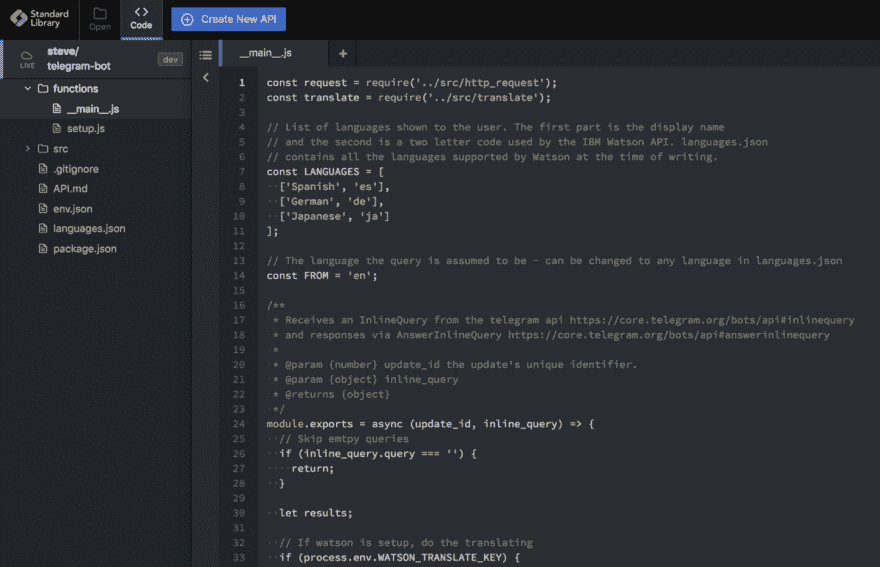 Standard
Library
Open
Code
Create New API
LIVE
steve/
telegram-bot
dev
functions
__main__.js
setup.js
src
.gitignore
API.md
env.json
languages.json
package.json
__main__.js
+
1 const request = require('../src/http_request');
2 const translate = require('../src/translate');
3
4 // List of languages shown to the user. The first part is the display name
5 // and the second is a two letter code used by the IBM Watson API. languages.json
6 // contains all the languages supported by Watson at the time of writing.
7 const LANGUAGES = [
8 ['Spanish', 'es'],
9 ['German', 'de'],
10 ['Japanese', 'ja']
11 ];
12
13 // The language the query is assumed to be - can be changed to any language in languages.json
14 const FROM = 'en';
15
16 /**
17 * Receives an InlineQuery from the telegram api https://core.telegram.org/bots/api#inlinequery
18 * and responses via AnswerInlineQuery https://core.telegram.org/bots/api#answerinlinequery
19 *
20 * @param {number} update_id the update's unique identifier.
21 * @param {object} inline_query
22 * @returns {object}
23 */
24 module.exports = async (update_id, inline_query) => {
25 // Skip emtpy queries
26 if (inline_query.query === '') {
27 return;
28 }
29
30 let results;
31
32 // If watson is setup, do the translating
33 if (process.env.WATSON_TRANSLATE_KEY) {